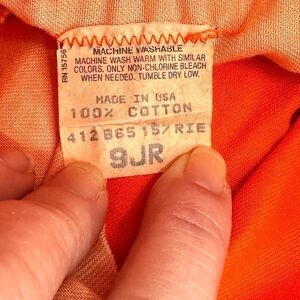 MACHINE WASHABLE
MACHINE WASH WARM WITH SIMILAR
COLORS. ONLY NON-CHLORINE BLEACH
WHEN NEEDED. TUMBLE DRY LOW.
RN 15756
MADE IN USA
100% COTTON
412 B65 15/RIE
9JR